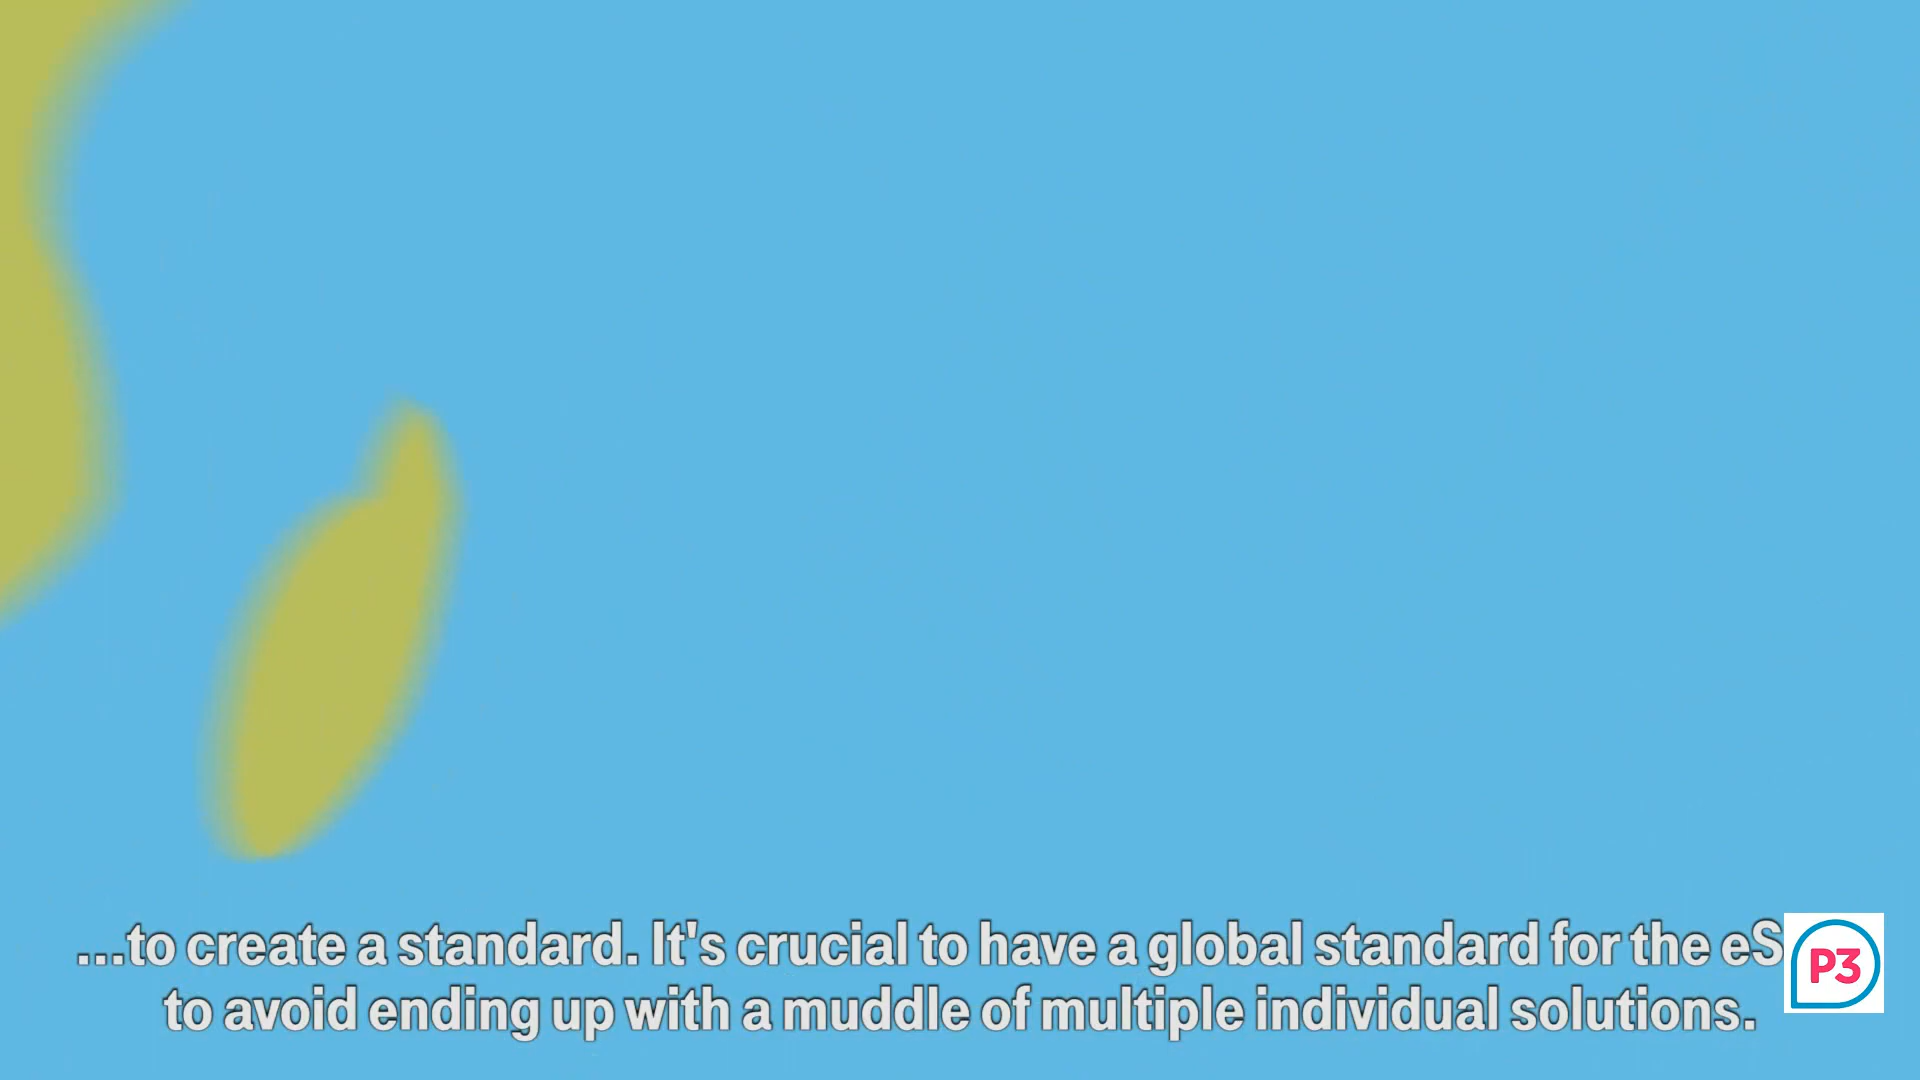 ...to create a standard. It's crucial to have a global standard for the eS
to avoid ending up with a muddle of multiple individual solutions.
P3